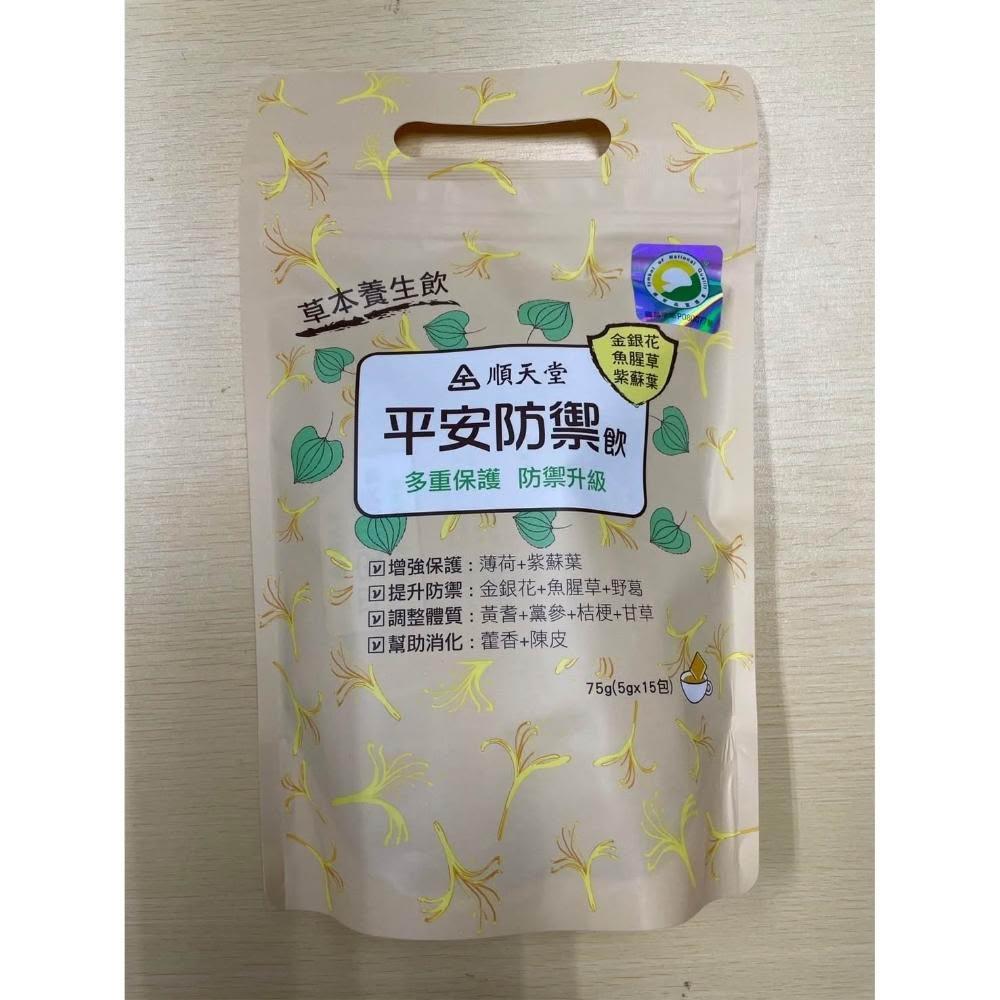 Symbol of National Quality
草本養生飲
金銀花
魚腥草
紫蘇葉
順天堂
平安防禦飲
多重保護 防禦升級
增強保護:薄荷+紫蘇葉
提升防禦:金銀花+魚腥草+野葛
調整體質:黃耆+黨參+桔梗+甘草
幫助消化:藿香+陳皮
75g(5gx15包)